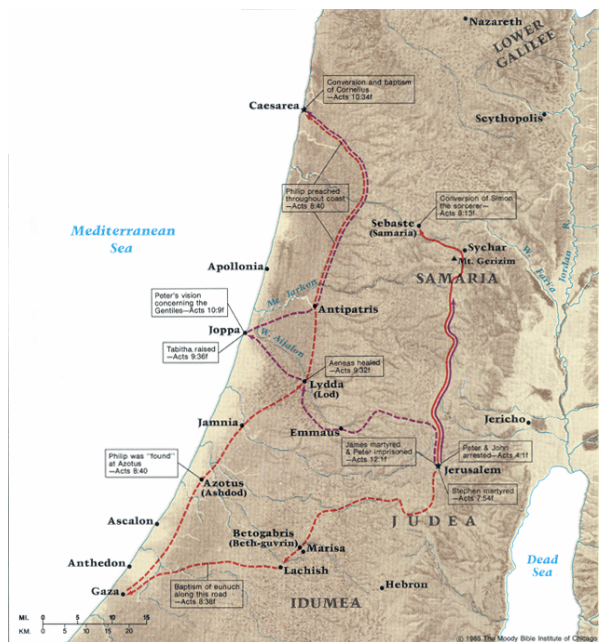 Nazareth
LOWER
GALILEE
Conversion and baptism
of Cornelius
—Acts 10:34f
Caesarea
Scythopolis
Philip preached
throughout coast
—Acts 8:40
Conversion of Simon
the sorcerer—
Acts 8:13f
Sebaste
(Samaria)
Mediterranean
Sea
Sychar
Mt. Gerizim
W. Fari'a
Jordan R.
Apollonia
SAMARIA
Me Jarkon
Peter's vision
concerning the
Gentiles—Acts 10:9f
Antipatris
Joppa
W. Aijalon
Tabitha raised
—Acts 9:36f
Aeneas healed
—Acts 9:32f
Lydda
(Lod)
Jamnia
Jericho
Emmaus
James martyred
& Peter imprisoned
—Acts 12:1f
Peter & John
arrested—Acts 4:1f
Philip was "found"
at Azotus
—Acts 8:40
Jerusalem
Azotus
(Ashdod)
Stephen martyred
—Acts 7:54f
Ascalon
JUDEA
Betogabris
(Beth-guvrin)
Marisa
Anthedon
Lachish
Dead
Sea
Gaza
Baptism of eunuch
along this road
—Acts 8:38f
Hebron
IDUMEA
MI. 0 5 10 15
KM. 0 5 10 15 20
© 1985 The Moody Bible Institute of Chicago